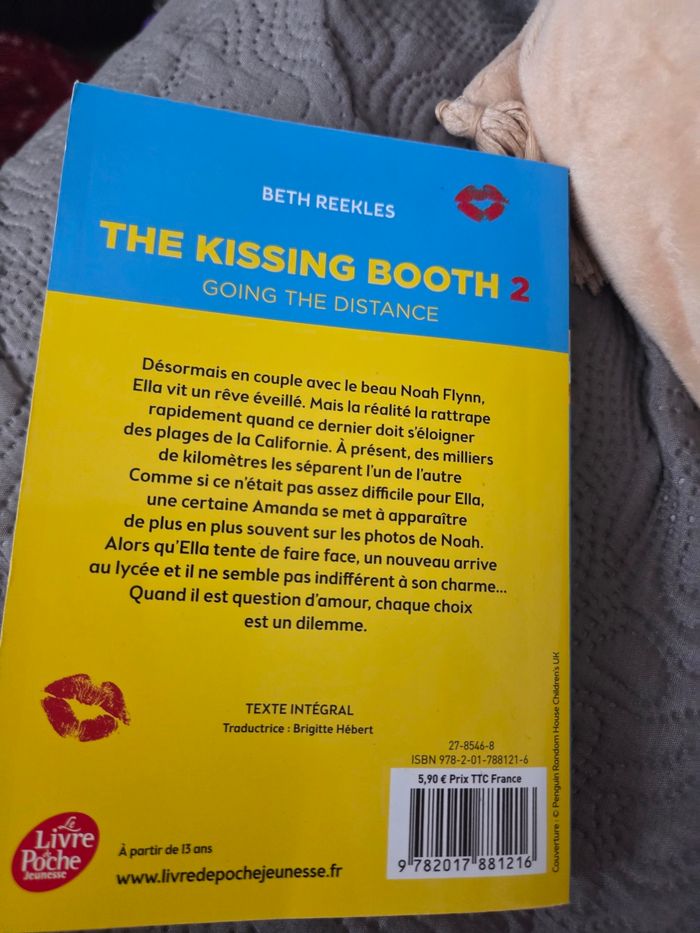 BETH REEKLES
THE KISSING BOOTH 2
GOING THE DISTANCE
Désormais en couple avec le beau Noah Flynn,
Ella vit un rêve éveillé. Mais la réalité la rattrape
rapidement quand ce dernier doit s'éloigner
des plages de la Californie. À présent, des milliers
de kilomètres les séparent l'un de l'autre
Comme si ce n'était pas assez difficile pour Ella,
une certaine Amanda se met à apparaître
de plus en plus souvent sur les photos de Noah.
Alors qu'Ella tente de faire face, un nouveau arrive
au lycée et il ne semble pas indifférent à son charme...
Quand il est question d'amour, chaque choix
est un dilemme.
TEXTE INTÉGRAL
Traductrice : Brigitte Hébert
27-8546-8
ISBN 978-2-01-788121-6
5,90 € Prix TTC France
9 782017 881216
Le
Livre
de
Poche
JEUNESSE
À partir de 13 ans
www.livredepochejeunesse.fr
Couverture : © Penguin Random House Children's UK